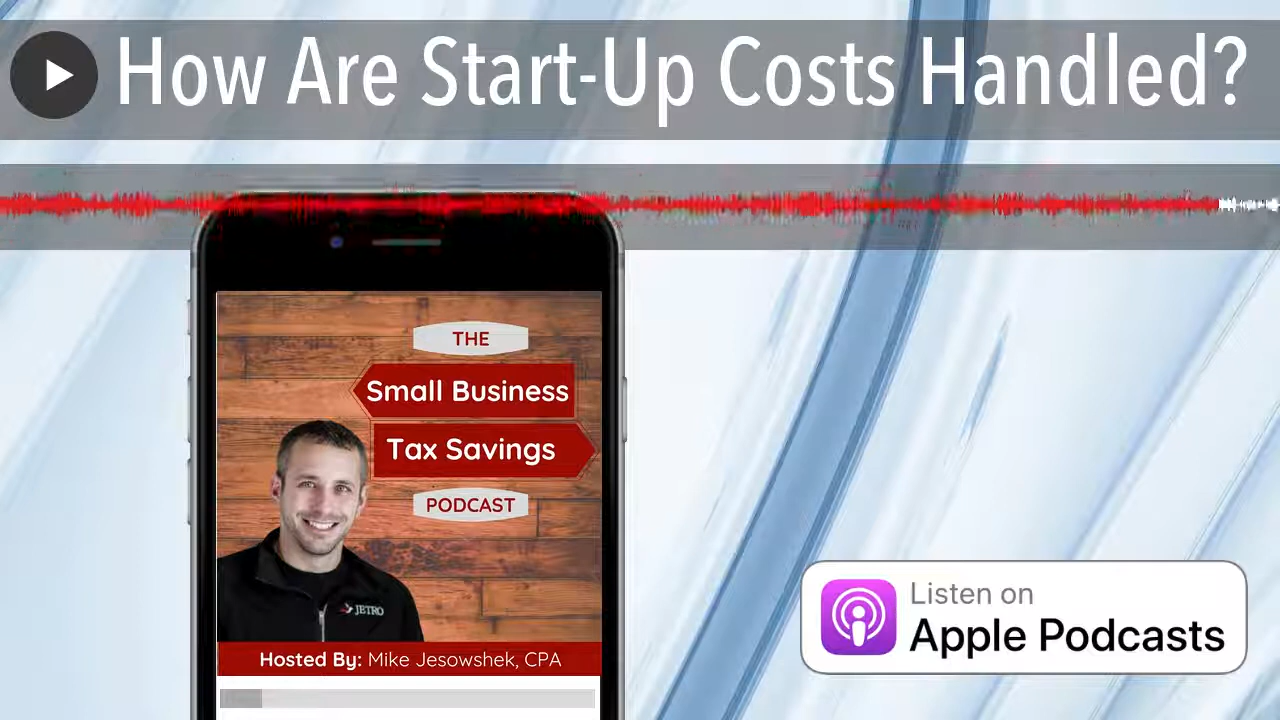 How Are Start-Up Costs Handled?
THE
Small Business
Tax Savings
PODCAST
JETRO
Hosted By: Mike Jesowshek, CPA
Listen on
Apple Podcasts